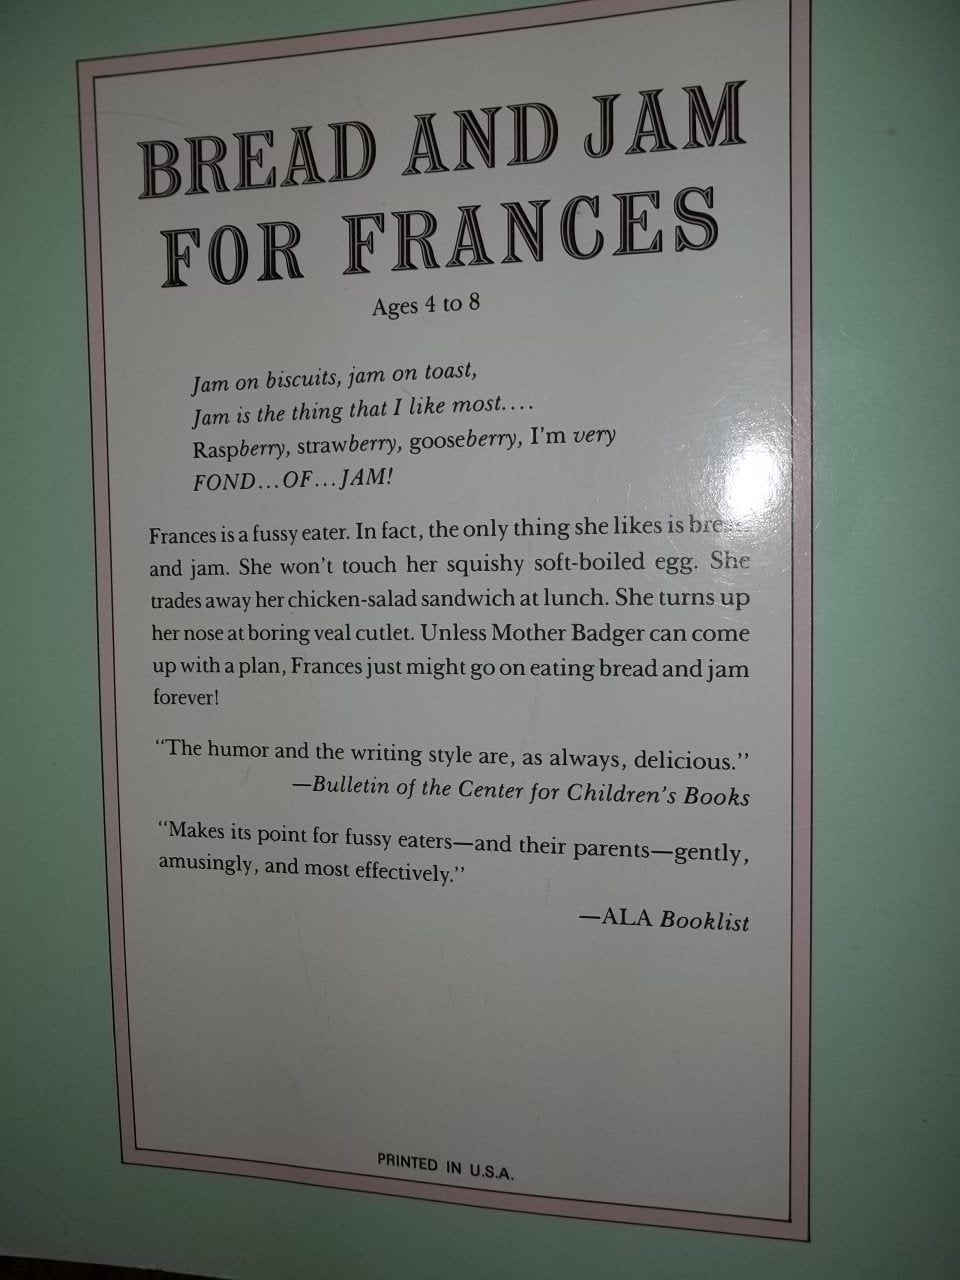 BREAD AND JAM
FOR FRANCES
Ages 4 to 8
Jam on biscuits, jam on toast,
Jam is the thing that I like most....
Raspberry, strawberry, gooseberry, I'm very
FOND...OF...JAM!
Frances is a fussy eater. In fact, the only thing she likes is
and jam. She won't touch her squishy soft-boiled egg. She
trades away her chicken-salad sandwich at lunch. She turns up
her nose at boring veal cutlet. Unless Mother Badger can come
up with a plan, Frances just might go on eating bread and jam
forever!
“The humor and the writing style are, as always, delicious.”
—Bulletin of the Center for Children's Books
“Makes its point for fussy eaters—and their parents—gently,
amusingly, and most effectively.”
—ALA Booklist
PRINTED IN U.S.A.